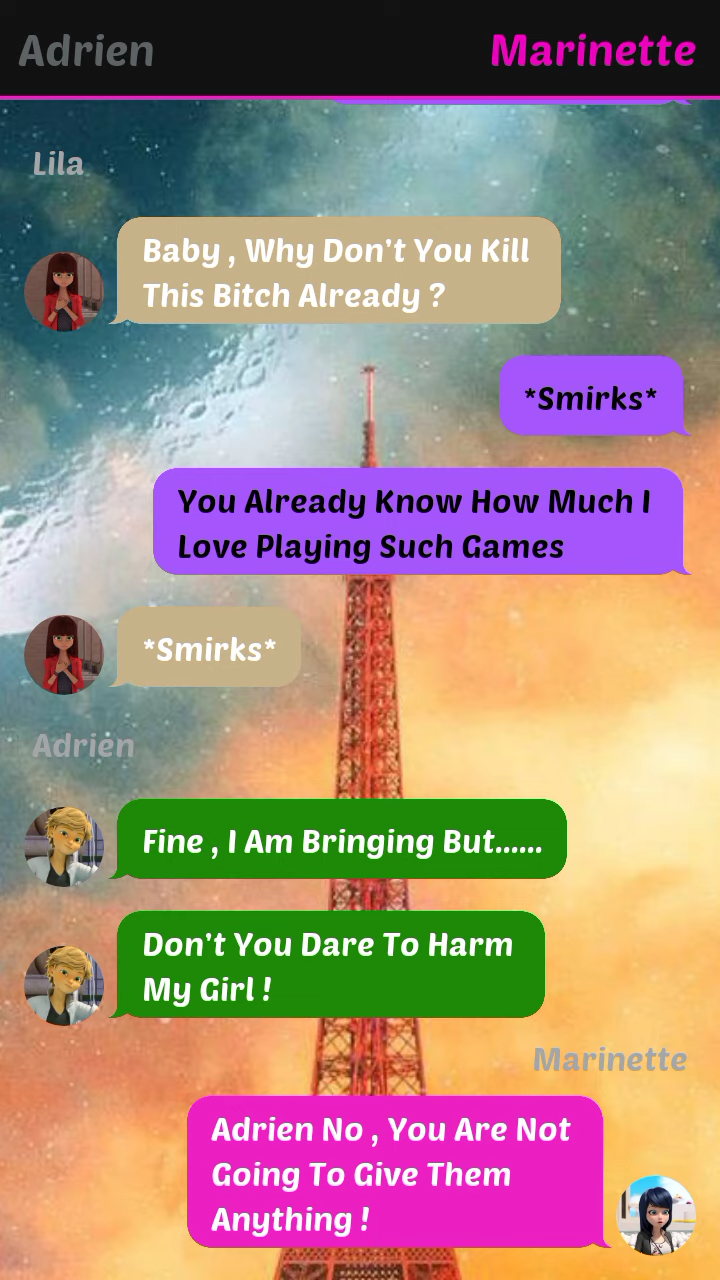 Adrien
Marinette
Lila
Baby , Why Don't You Kill
This Bitch Already ?
*Smirks*
You Already Know How Much I
Love Playing Such Games
*Smirks*
Adrien
Fine , I Am Bringing But......
Don't You Dare To Harm
My Girl !
Marinette
Adrien No , You Are Not
Going To Give Them
Anything !